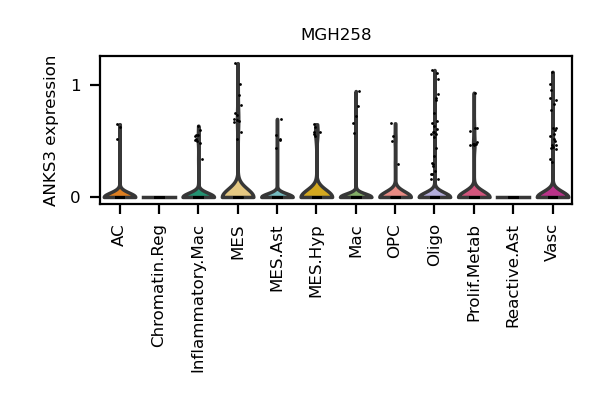 MGH258
ANKS3 expression
1
0
AC
Chromatin.Reg
Inflammatory.Mac
MES
MES.Ast
MES.Hyp
Mac
OPC
Oligo
Prolif.Metab
Reactive.Ast
Vasc